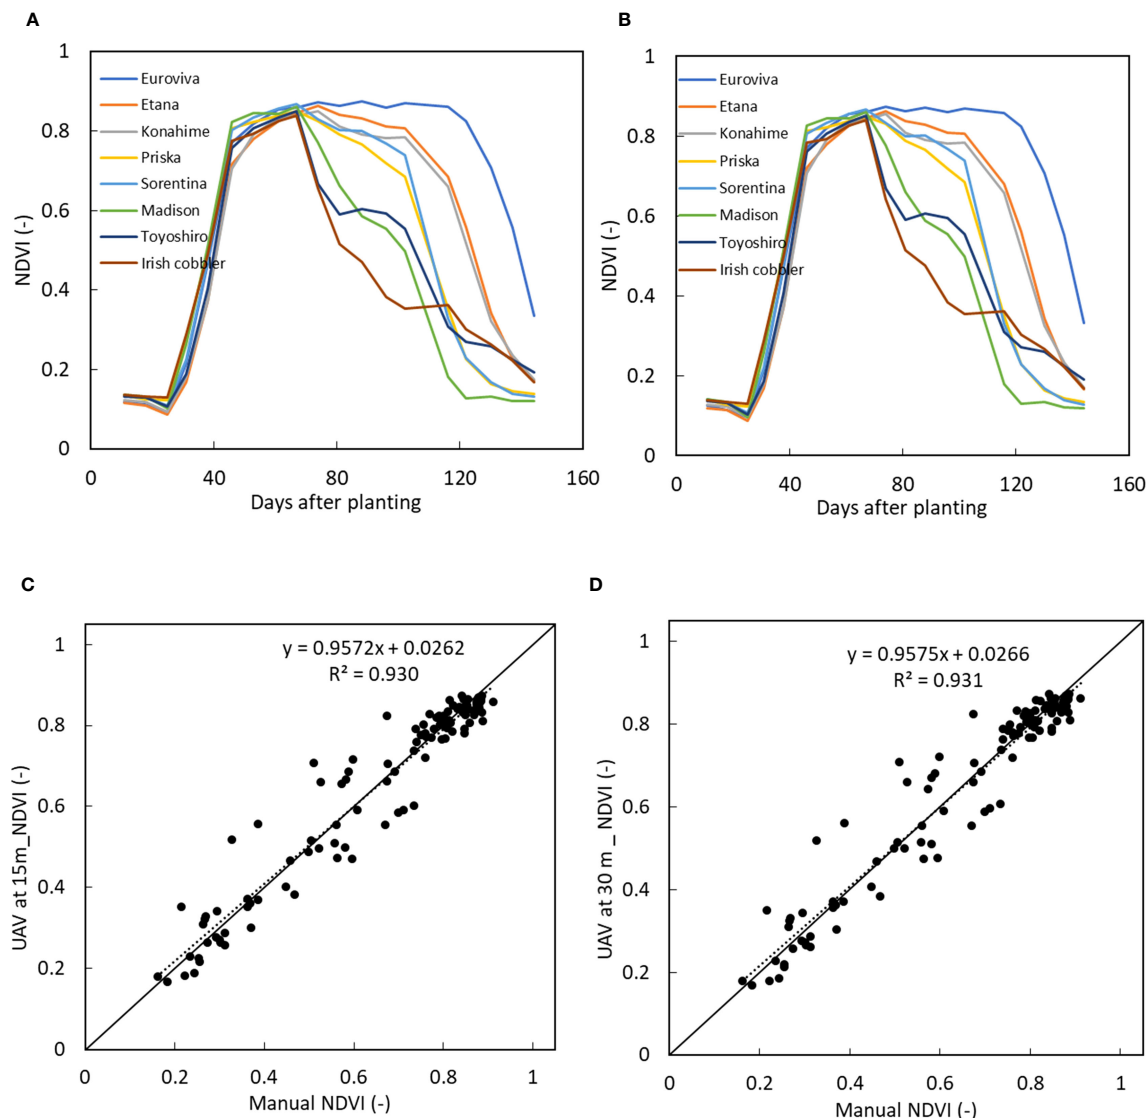 A
1
0.8
0.6
0.4
0.2
0
NDVI (-)
Euroviva
Etana
Konahime
Priska
Sorentina
Madison
Toyoshiro
Irish cobbler
0 40 80 120 160
Days after planting
B
1
0.8
0.6
0.4
0.2
0
NDVI (-)
Euroviva
Etana
Konahime
Priska
Sorentina
Madison
Toyoshiro
Irish cobbler
0 40 80 120 160
Days after planting
C
y = 0.9572x + 0.0262
R² = 0.930
1
0.8
0.6
0.4
0.2
0
UAV at 15m_NDVI (-)
0 0.2 0.4 0.6 0.8 1
Manual NDVI (-)
D
y = 0.9575x + 0.0266
R² = 0.931
1
0.8
0.6
0.4
0.2
0
UAV at 30 m _ NDVI (-)
0 0.2 0.4 0.6 0.8 1
Manual NDVI (-)